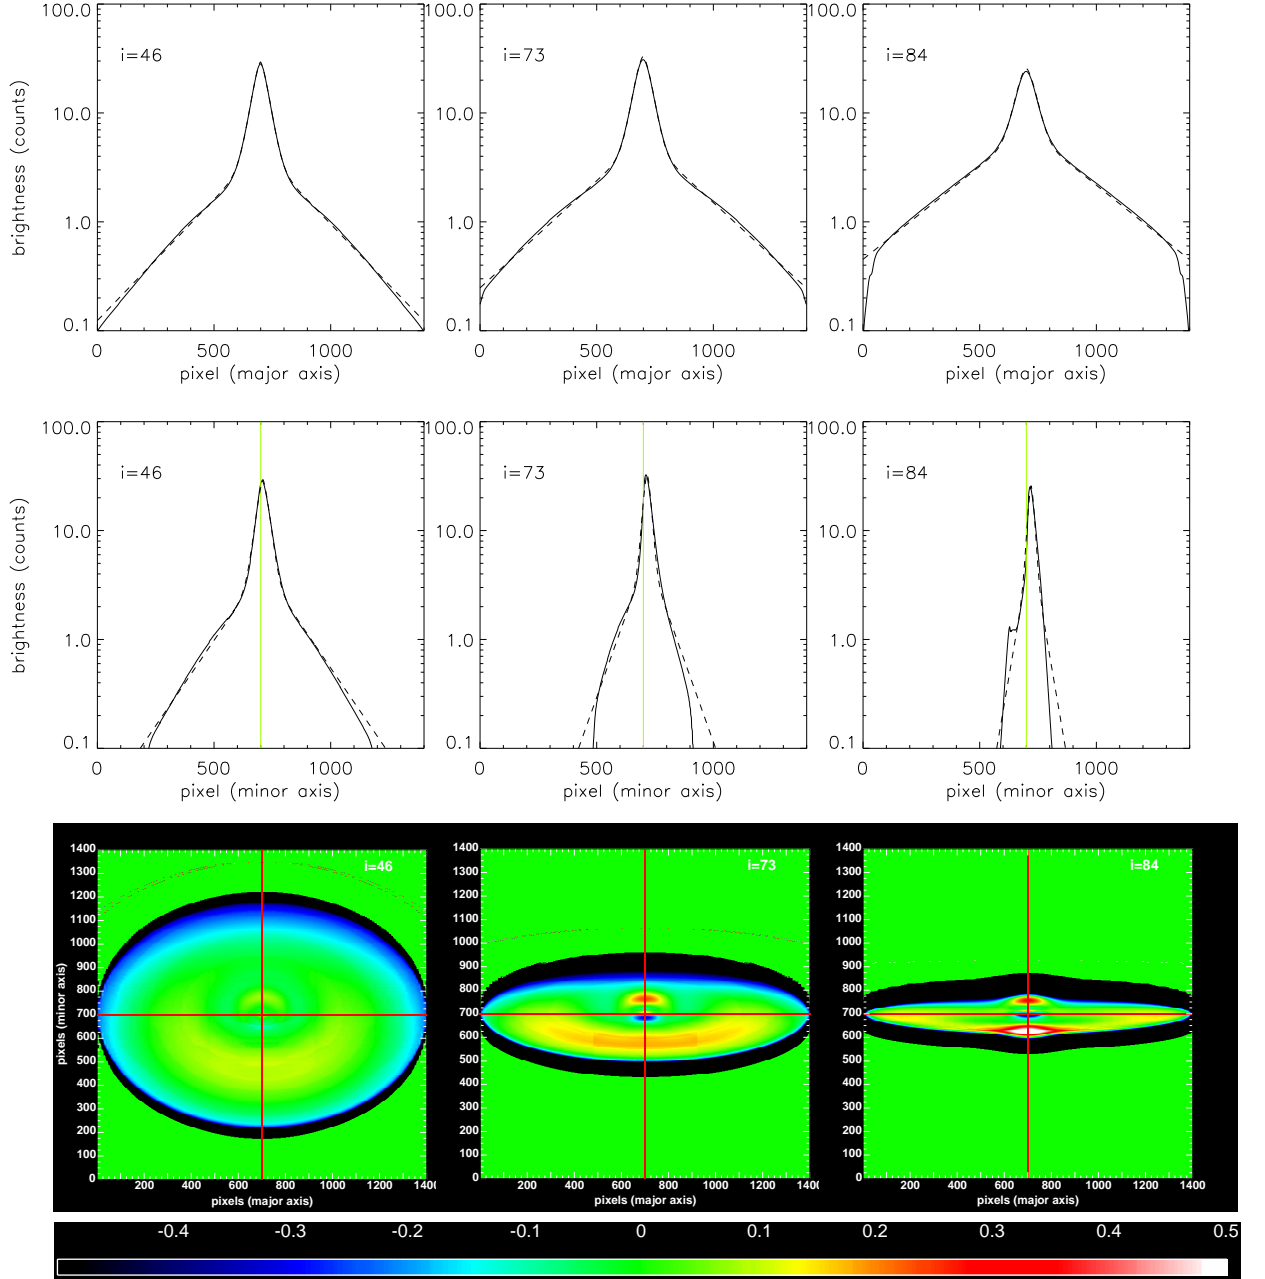 100.0
10.0
1.0
0.1
i=46
0 500 1000
pixel (major axis)
brightness (counts)
100.0
10.0
1.0
0.1
i=73
0 500 1000
pixel (major axis)
100.0
10.0
1.0
0.1
i=84
0 500 1000
pixel (major axis)
100.0
10.0
1.0
0.1
i=46
0 500 1000
pixel (minor axis)
brightness (counts)
100.0
10.0
1.0
0.1
i=73
0 500 1000
pixel (minor axis)
100.0
10.0
1.0
0.1
i=84
0 500 1000
pixel (minor axis)
1400
1300
1200
1100
1000
900
800
700
600
500
400
300
200
100
0
i=46
200 400 600 800 1000 1200 140
pixels (major axis)
pixels (minor axis)
1400
1300
1200
1100
1000
900
800
700
600
500
400
300
200
100
0
i=73
200 400 600 800 1000 1200 140
pixels (major axis)
1400
1300
1200
1100
1000
900
800
700
600
500
400
300
200
100
0
i=84
200 400 600 800 1000 1200 1400
pixels (major axis)
-0.4 -0.3 -0.2 -0.1 0 0.1 0.2 0.3 0.4 0.5